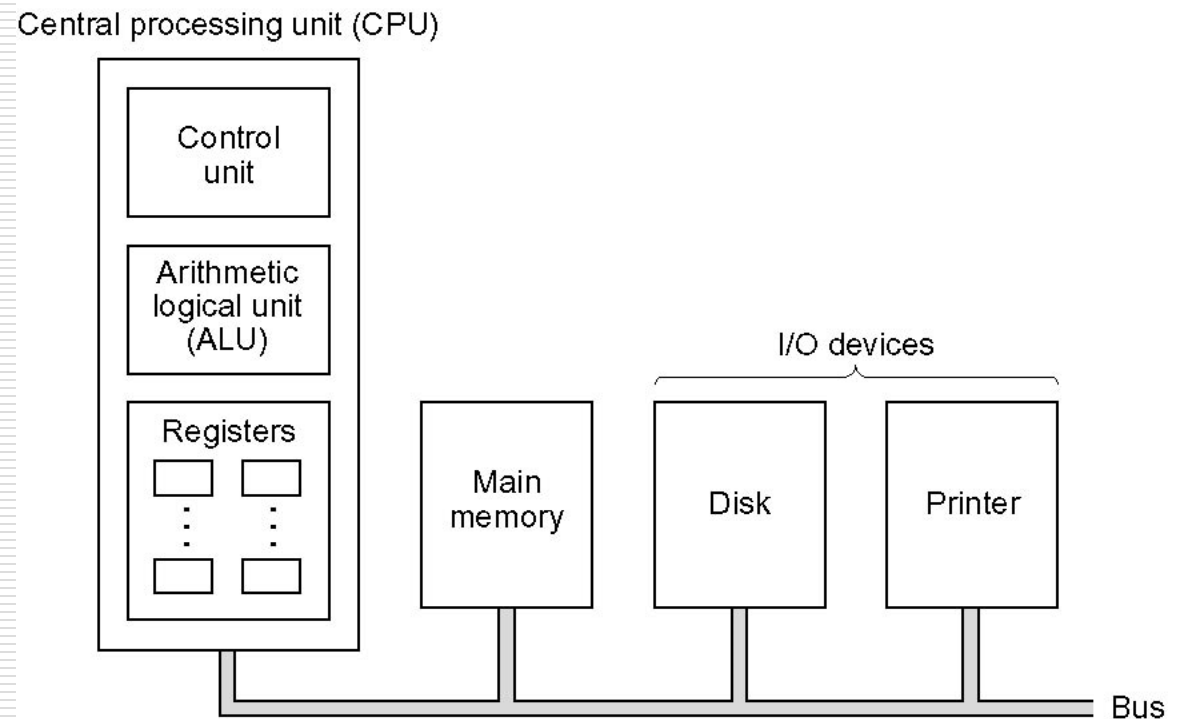 Central processing unit (CPU)
Control
unit
Arithmetic
logical unit
(ALU)
I/O devices
Registers
Main
memory
Disk
Printer
Bus